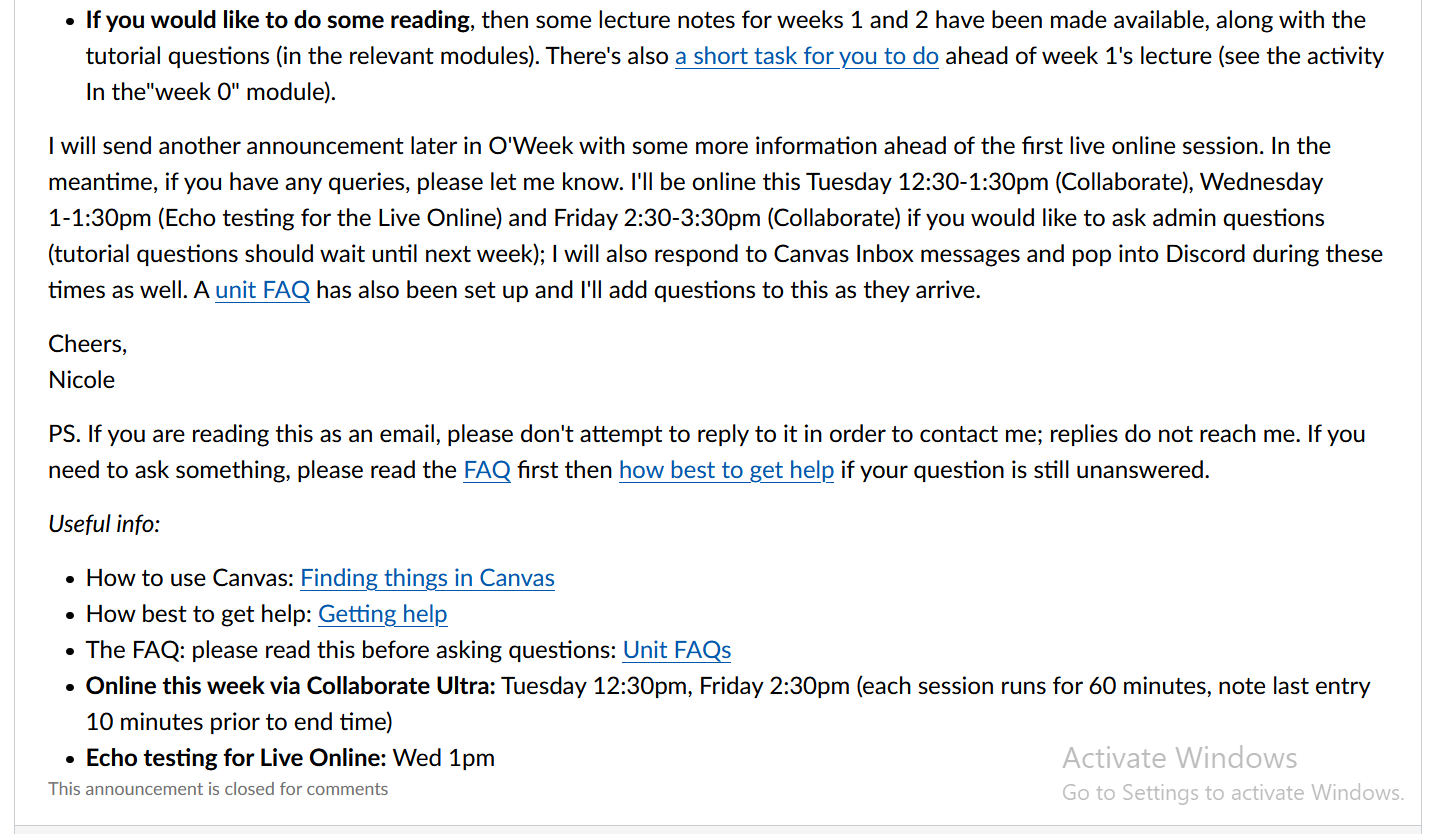 • If you would like to do some reading, then some lecture notes for weeks 1 and 2 have been made available, along with the
tutorial questions (in the relevant modules). There's also a short task for you to do ahead of week 1's lecture (see the activity
In the"week 0" module).
I will send another announcement later in O'Week with some more information ahead of the first live online session. In the
meantime, if you have any queries, please let me know. I'll be online this Tuesday 12:30-1:30pm (Collaborate), Wednesday
1-1:30pm (Echo testing for the Live Online) and Friday 2:30-3:30pm (Collaborate) if you would like to ask admin questions
(tutorial questions should wait until next week); I will also respond to Canvas Inbox messages and pop into Discord during these
times as well. A unit FAQ has also been set up and I'll add questions to this as they arrive.
Cheers,
Nicole
PS. If you are reading this as an email, please don't attempt to reply to it in order to contact me; replies do not reach me. If you
need to ask something, please read the FAQ first then how best to get help if your question is still unanswered.
Useful info:
• How to use Canvas: Finding things in Canvas
• How best to get help: Getting help
• The FAQ: please read this before asking questions: Unit FAQs
• Online this week via Collaborate Ultra: Tuesday 12:30pm, Friday 2:30pm (each session runs for 60 minutes, note last entry
10 minutes prior to end time)
• Echo testing for Live Online: Wed 1pm
This announcement is closed for comments
Activate Windows
Go to Settings to activate Windows.